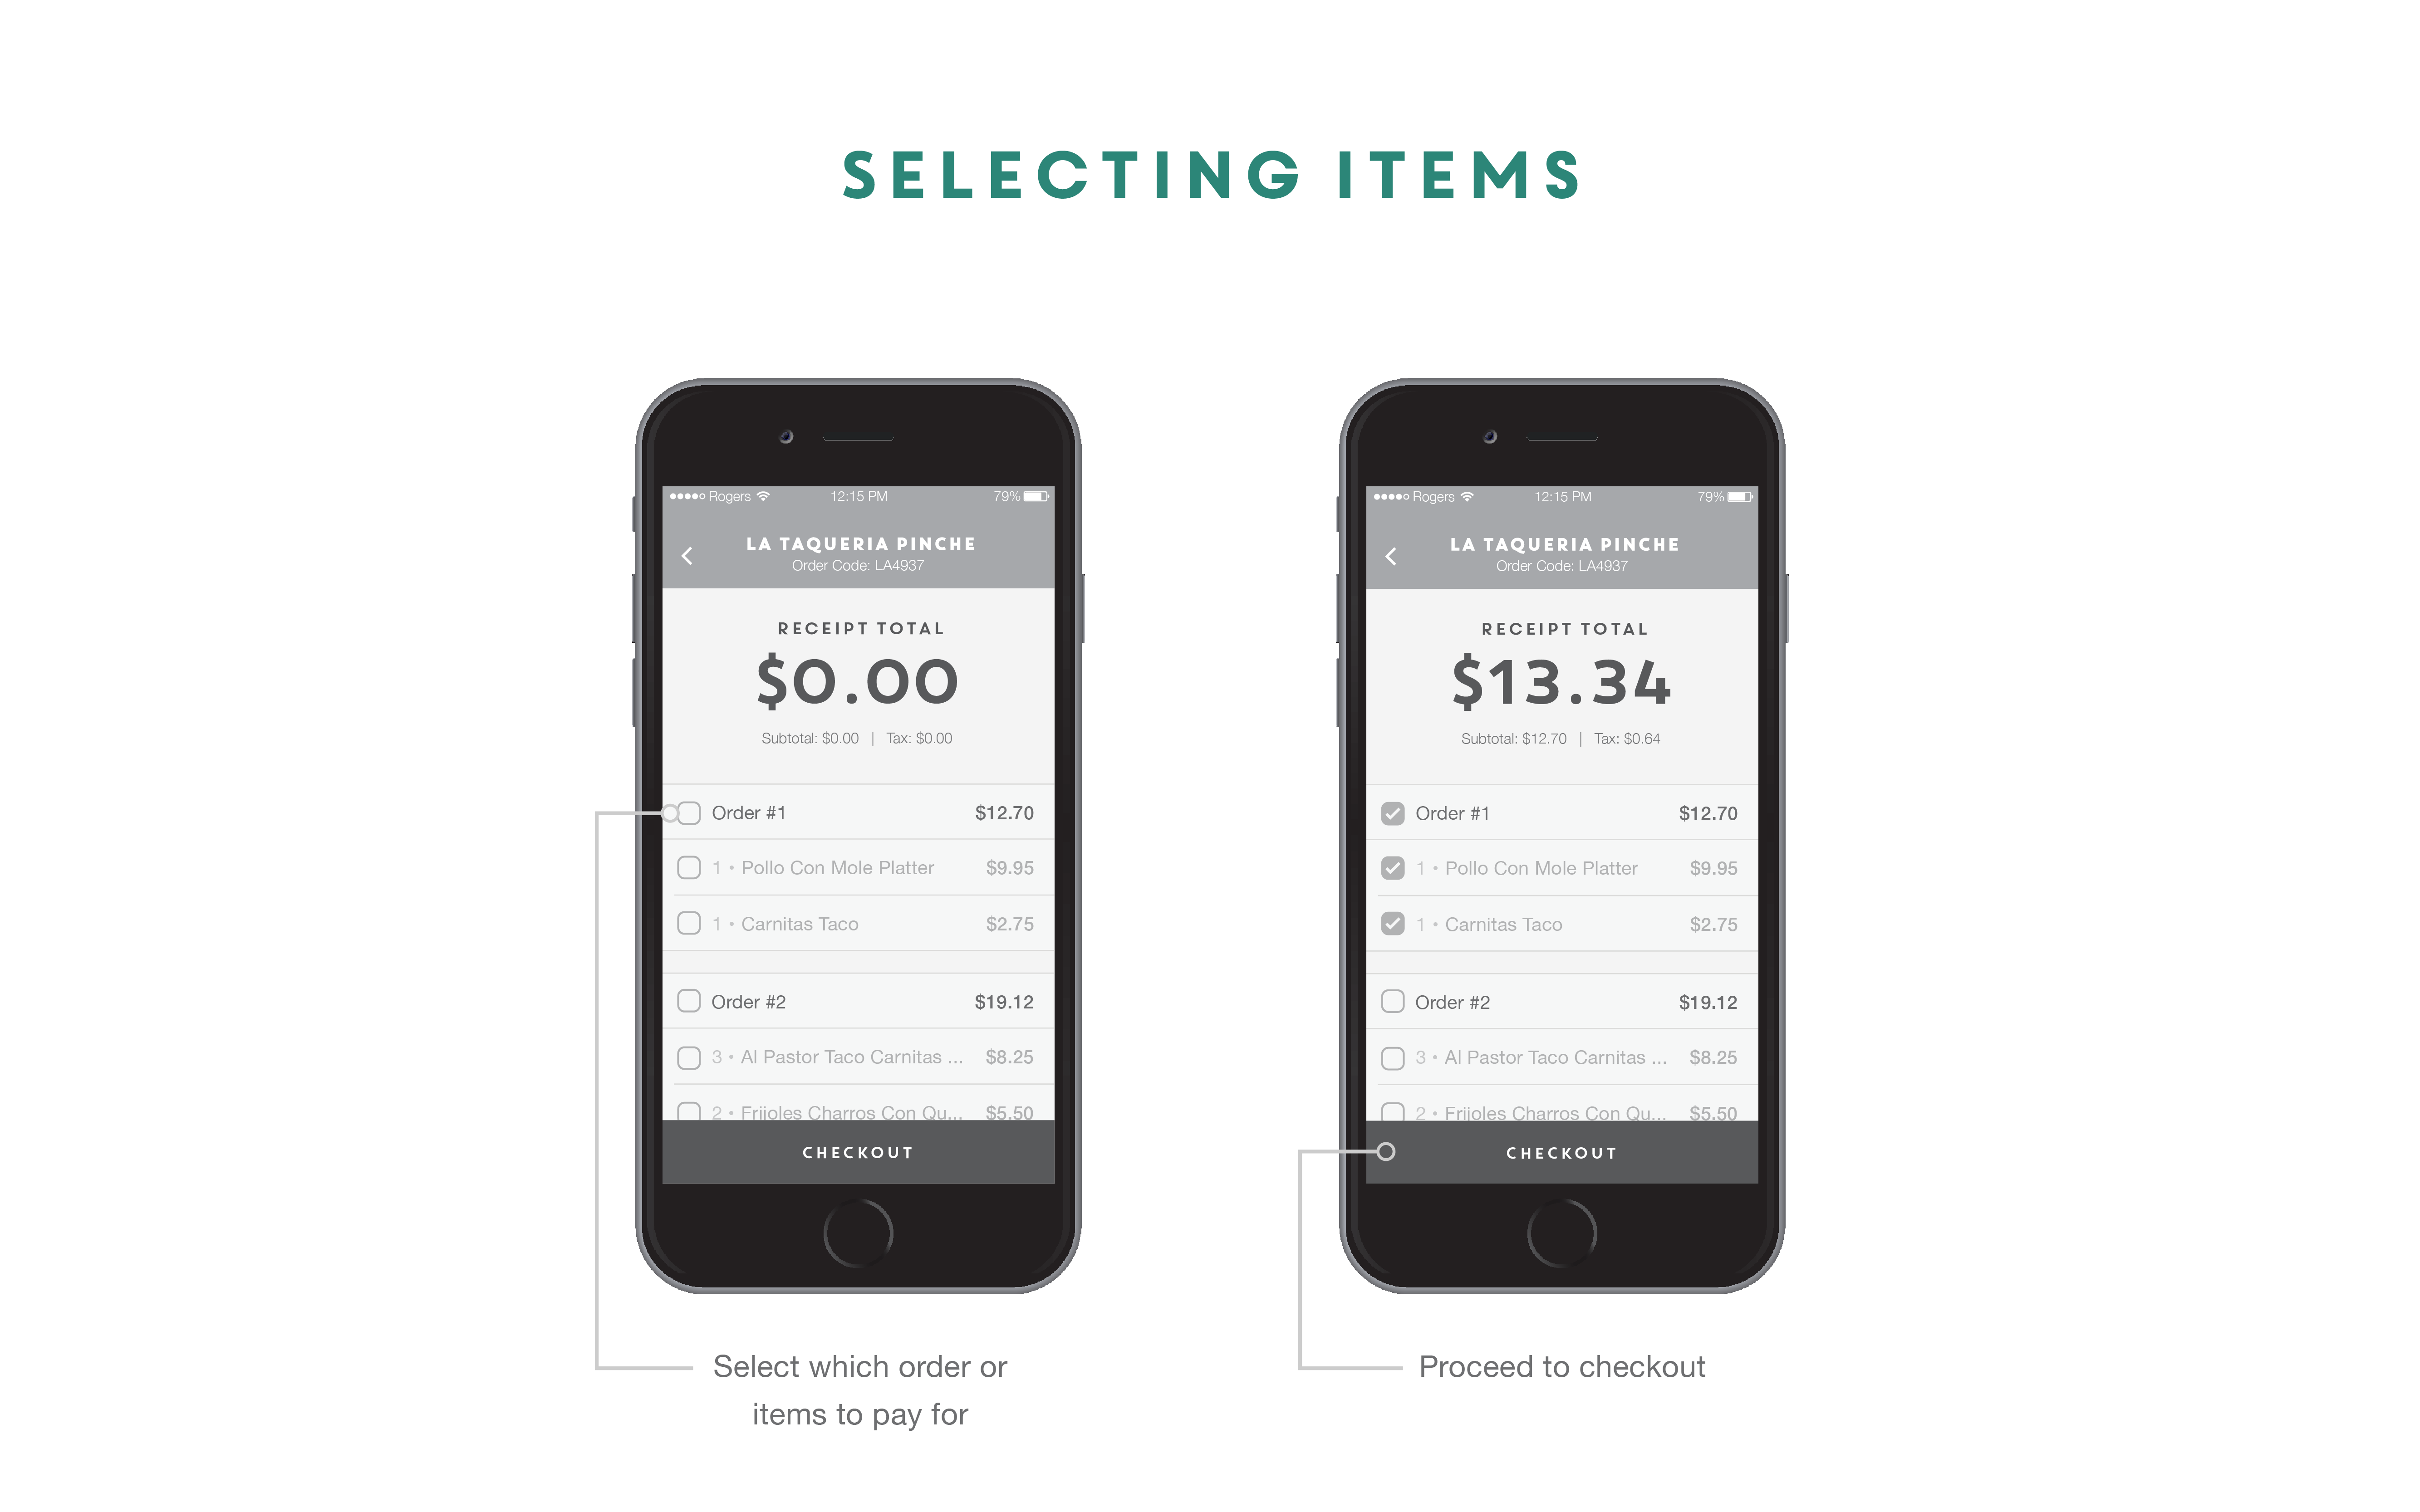 SELECTING ITEMS
Rogers 12:15 PM 79%
LA TAQUERIA PINCHE
Order Code: LA4937
RECEIPT TOTAL
$0.00
Subtotal: $0.00 | Tax: $0.00
Order #1 $12.70
1 • Pollo Con Mole Platter $9.95
1 • Carnitas Taco $2.75
Order #2 $19.12
3 • Al Pastor Taco Carnitas ... $8.25
2 • Frijoles Charros Con Qu... $5.50
CHECKOUT
Select which order or
items to pay for
Rogers 12:15 PM 79%
LA TAQUERIA PINCHE
Order Code: LA4937
RECEIPT TOTAL
$13.34
Subtotal: $12.70 | Tax: $0.64
Order #1 $12.70
1 • Pollo Con Mole Platter $9.95
1 • Carnitas Taco $2.75
Order #2 $19.12
3 • Al Pastor Taco Carnitas ... $8.25
2 • Frijoles Charros Con Qu... $5.50
CHECKOUT
Proceed to checkout